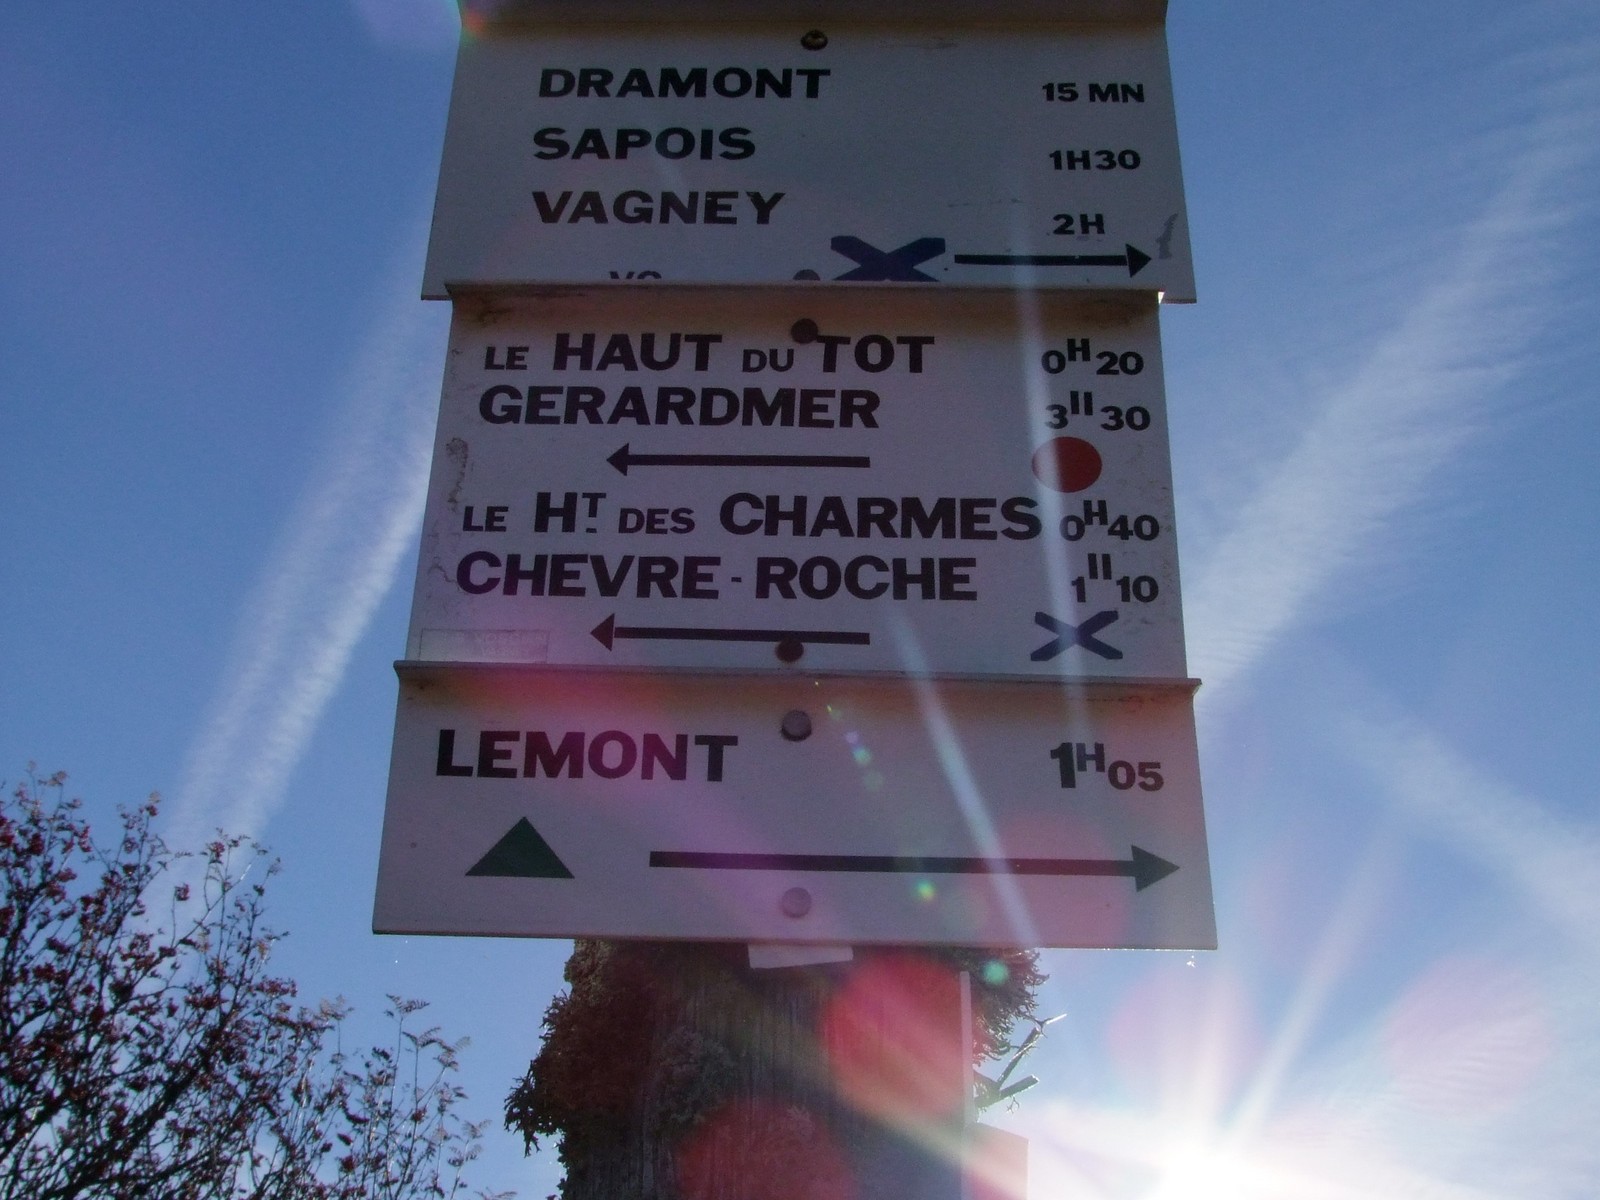 DRAMONT 15 MN
SAPOIS 1H30
VAGNEY 2H
LE HAUT DU TOT 0H20
GERARDMER 3H30
LE HT DES CHARMES 0H40
CHEVRE-ROCHE 1H10
LEMONT 1H05